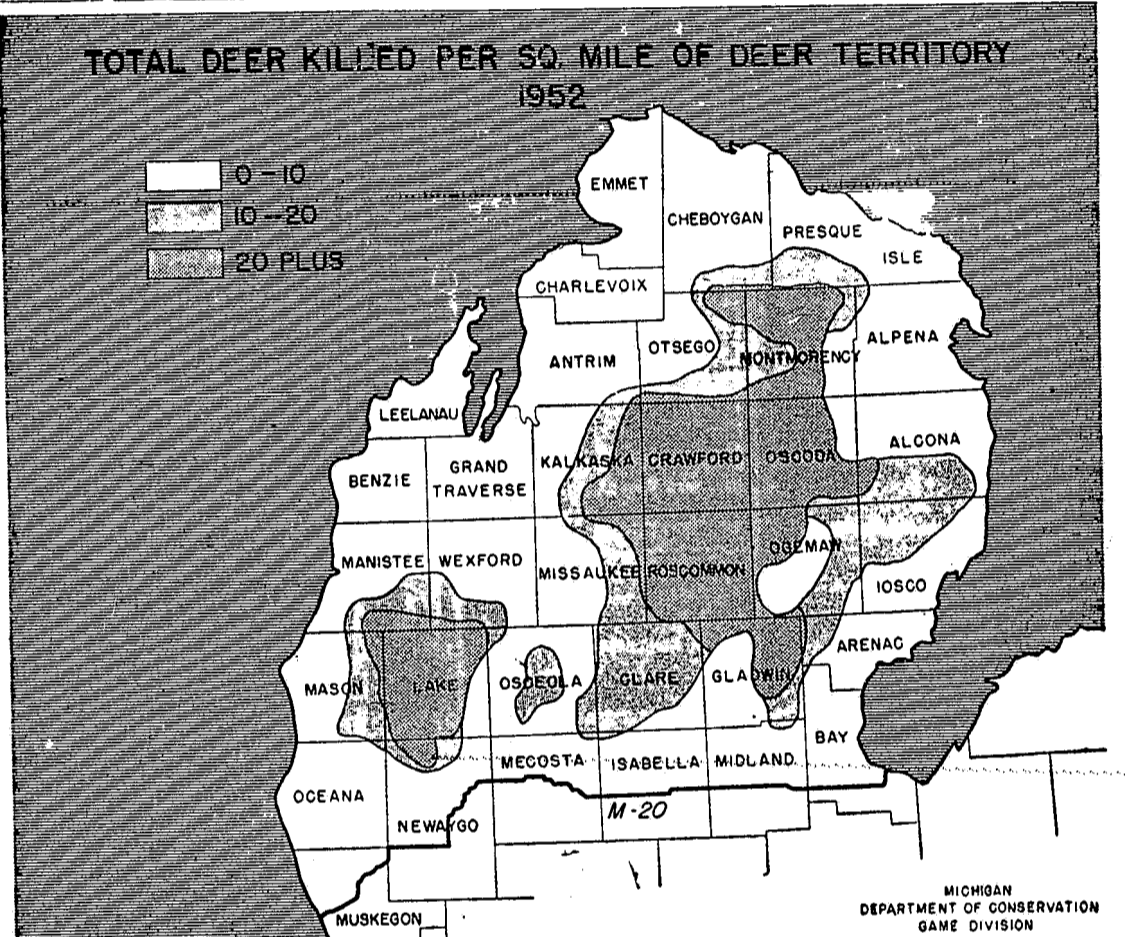 TOTAL DEER KILLED PER SQ. MILE OF DEER TERRITORY
1952
0-10
10-20
20 PLUS
EMMET
CHEBOYGAN
PRESQUE
ISLE
CHARLEVOIX
ANTRIM
OTSEGO
MONTMORENCY
ALPENA
LEELANAU
BENZIE
GRAND
TRAVERSE
KALKASKA
CRAWFORD
OSCODA
ALCONA
MANISTEE
WEXFORD
MISSAUKEE
ROSCOMMON
OGEMAW
IOSCO
ARENAC
MASON
LAKE
OSCEOLA
CLARE
GLADWIN
BAY
MECOSTA
ISABELLA
MIDLAND
OCEANA
NEWAYGO
M-20
MUSKEGON
MICHIGAN
DEPARTMENT OF CONSERVATION
GAME DIVISION